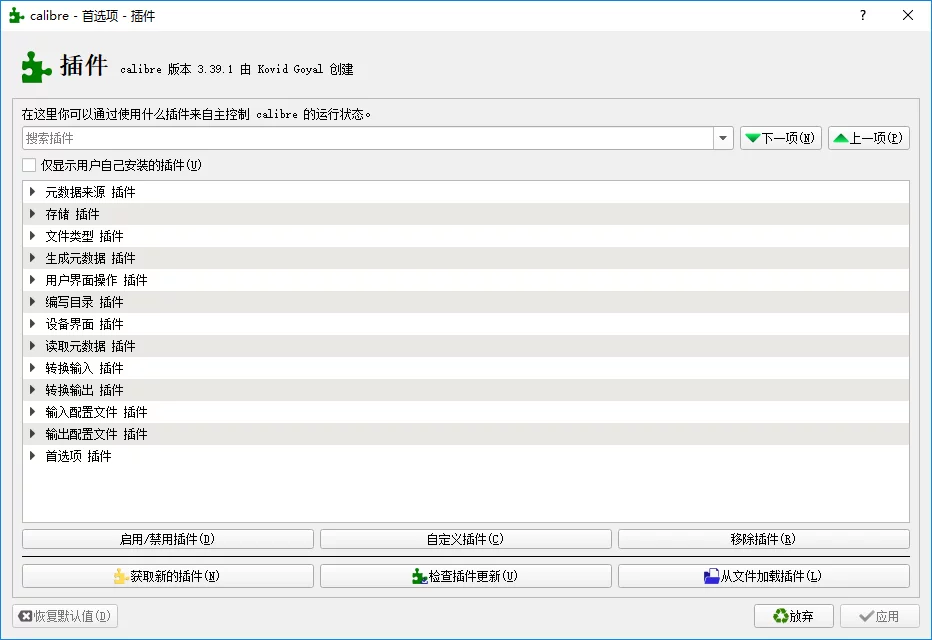 calibre - 首选项 - 插件
插件 calibre 版本 3.39.1 由 Kovid Goyal 创建
在这里你可以通过使用什么插件来自主控制 calibre 的运行状态。
搜索插件 下一项(N) 上一项(P)
仅显示用户自己安装的插件(U)
元数据来源 插件
存储 插件
文件类型 插件
生成元数据 插件
用户界面操作 插件
编写目录 插件
设备界面 插件
读取元数据 插件
转换输入 插件
转换输出 插件
输入配置文件 插件
输出配置文件 插件
首选项 插件
启用/禁用插件(D) 自定义插件(C) 移除插件(R)
获取新的插件(N) 检查插件更新(U) 从文件加载插件(L)
恢复默认值(D) 放弃 应用